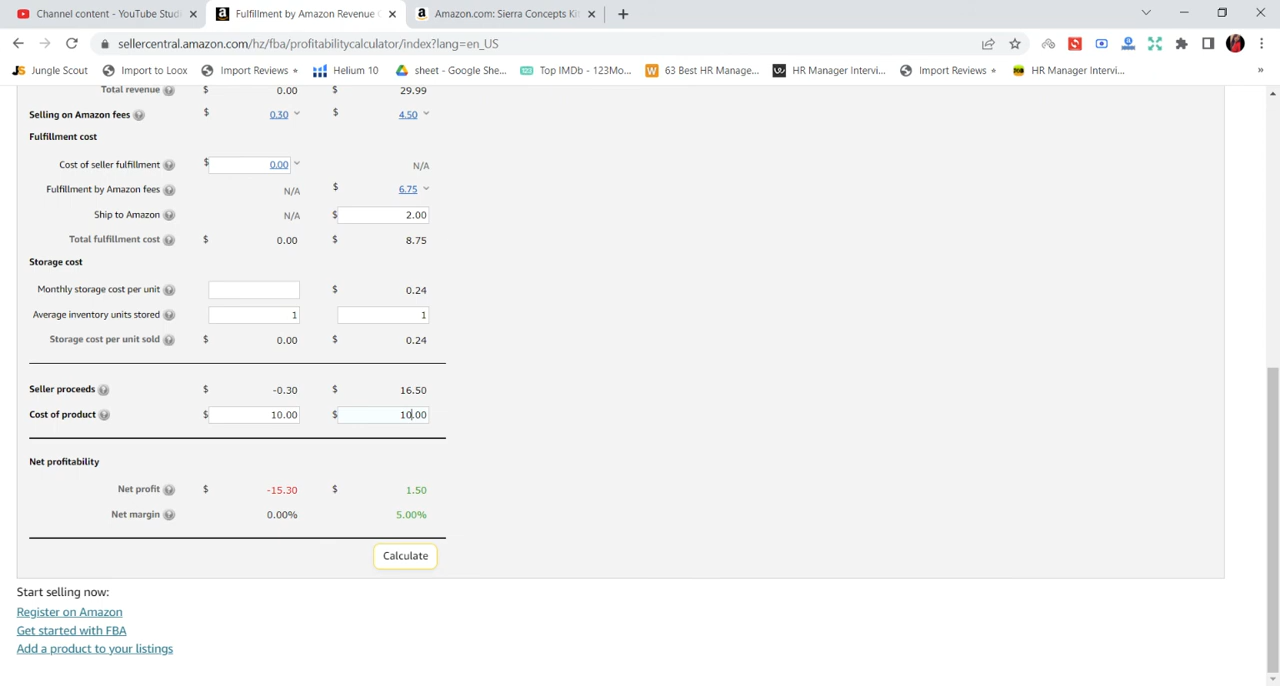 Channel content - YouTube Studi
Fulfillment by Amazon Revenue C
Amazon.com: Sierra Concepts Kit
sellercentral.amazon.com/hz/fba/profitabilitycalculator/index?lang=en_US
Jungle Scout
Import to Loox
Import Reviews
Helium 10
sheet - Google She...
Top IMDb - 123Mo...
63 Best HR Manage...
HR Manager Intervi...
Import Reviews
HR Manager Intervi...
Total revenue $ 0.00 $ 29.99
Selling on Amazon fees $ 0.30 $ 4.50
Fulfillment cost
Cost of seller fulfillment $ 0.00 N/A
Fulfillment by Amazon fees N/A $ 6.75
Ship to Amazon N/A $ 2.00
Total fulfillment cost $ 0.00 $ 8.75
Storage cost
Monthly storage cost per unit $ 0.24
Average inventory units stored 1 1
Storage cost per unit sold $ 0.00 $ 0.24
Seller proceeds $ -0.30 $ 16.50
Cost of product $ 10.00 $ 10.00
Net profitability
Net profit $ -15.30 $ 1.50
Net margin 0.00% 5.00%
Calculate
Start selling now:
Register on Amazon
Get started with FBA
Add a product to your listings